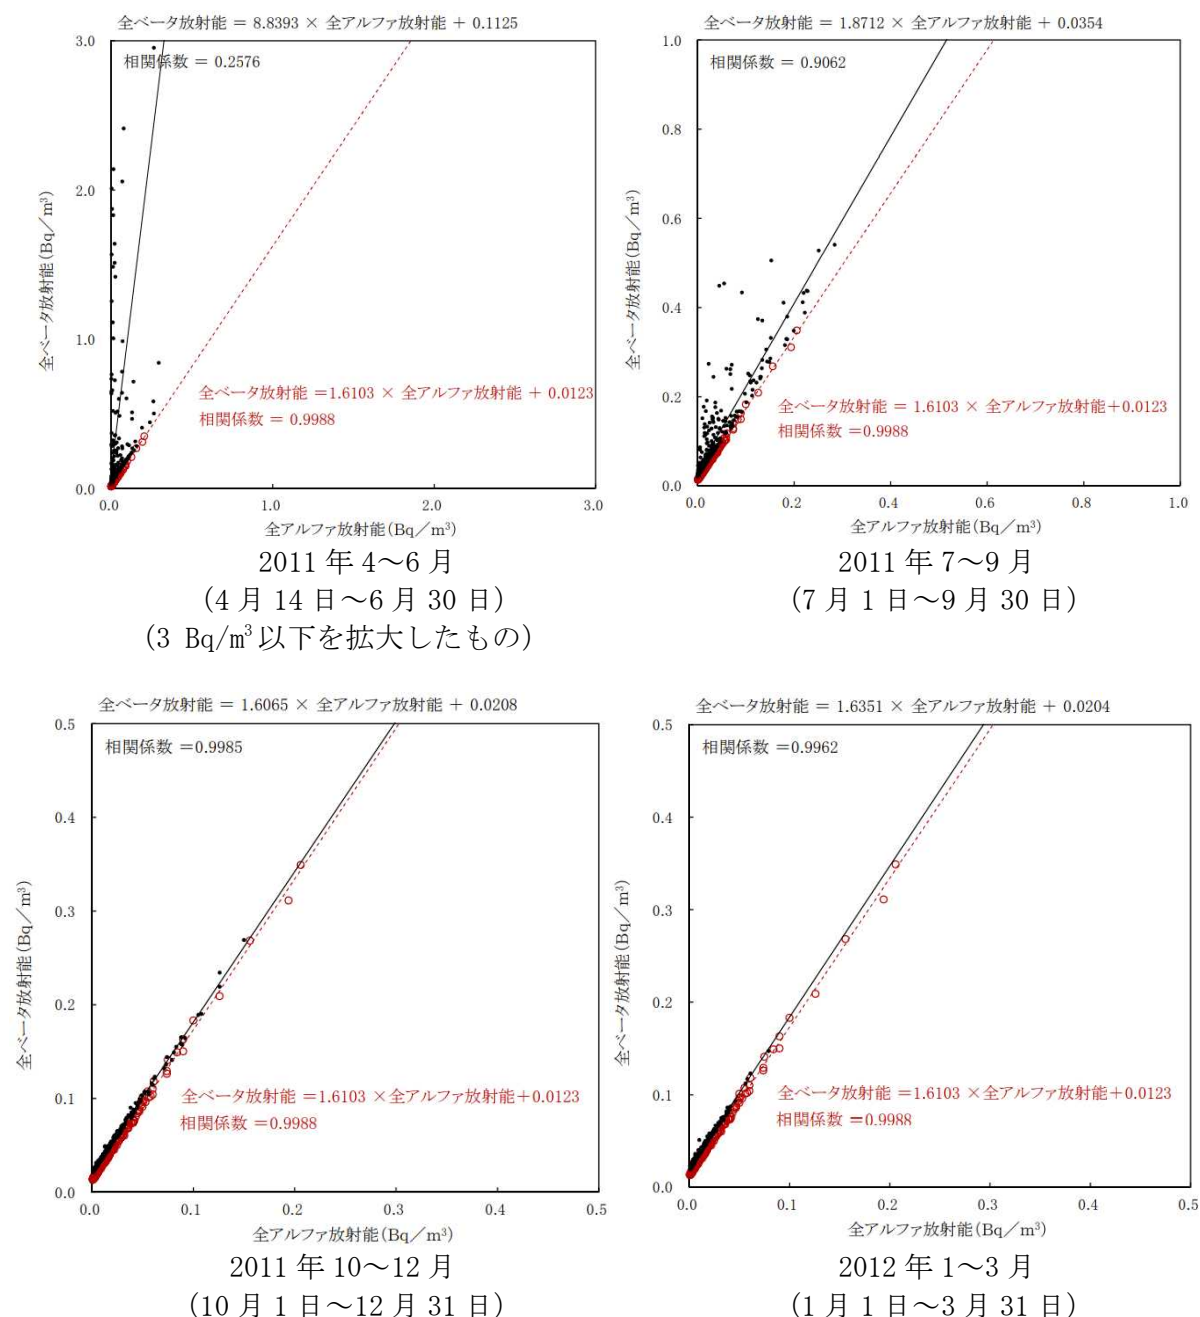 全ベータ放射能 = 8.8393 × 全アルファ放射能 + 0.1125
相関係数 = 0.2576
3.0
2.0
1.0
0.0
全ベータ放射能(Bq/m³)
全ベータ放射能 =1.6103 × 全アルファ放射能 + 0.0123
相関係数 = 0.9988
0.0 1.0 2.0 3.0
全アルファ放射能(Bq/m³)
2011 年 4～6 月
(4 月 14 日～6 月 30 日)
(3 Bq/m³以下を拡大したもの)
全ベータ放射能 = 1.8712 × 全アルファ放射能 + 0.0354
相関係数 = 0.9062
1.0
0.8
0.6
0.4
0.2
0.0
全ベータ放射能(Bq/m³)
全ベータ放射能 = 1.6103 × 全アルファ放射能+0.0123
相関係数 =0.9988
0.0 0.2 0.4 0.6 0.8 1.0
全アルファ放射能(Bq/m³)
2011 年 7～9 月
(7 月 1 日～9 月 30 日)
全ベータ放射能 = 1.6065 × 全アルファ放射能 + 0.0208
相関係数 =0.9985
0.5
0.4
0.3
0.2
0.1
0.0
全ベータ放射能(Bq/m³)
全ベータ放射能 =1.6103 ×全アルファ放射能+0.0123
相関係数 =0.9988
0.0 0.1 0.2 0.3 0.4 0.5
全アルファ放射能(Bq/m³)
2011 年 10～12 月
(10 月 1 日～12 月 31 日)
全ベータ放射能 = 1.6351 × 全アルファ放射能 + 0.0204
相関係数 =0.9962
0.5
0.4
0.3
0.2
0.1
0.0
全ベータ放射能(Bq/m³)
全ベータ放射能 =1.6103 ×全アルファ放射能+0.0123
相関係数 =0.9988
0.0 0.1 0.2 0.3 0.4 0.5
全アルファ放射能(Bq/m³)
2012 年 1～3 月
(1 月 1 日～3 月 31 日)